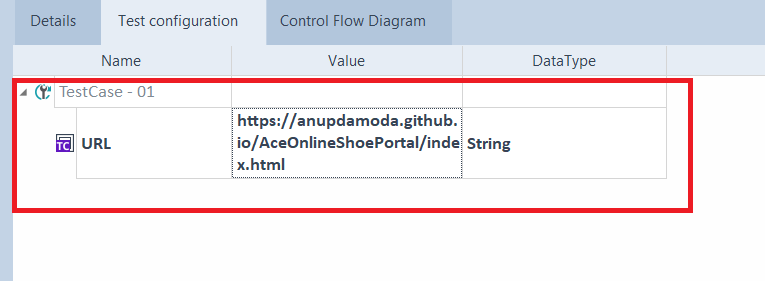 Details Test configuration Control Flow Diagram
Name Value DataType
TestCase - 01
https://anupdamoda.github.
TC URL io/AceOnlineShoePortal/inde String
x.html